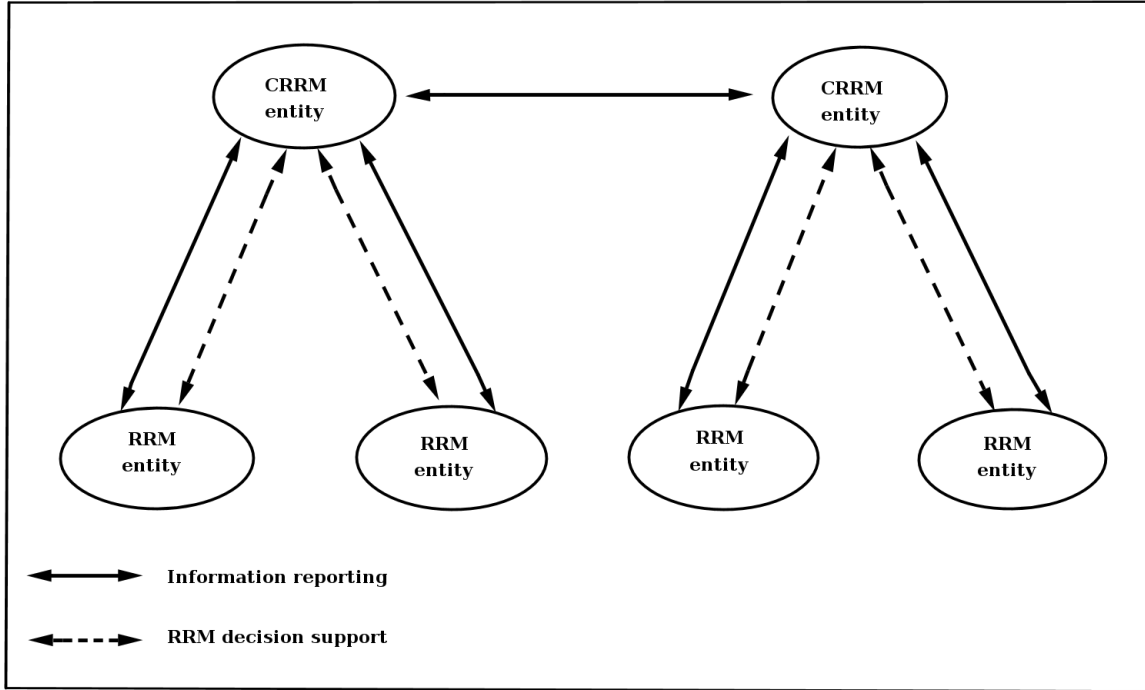 CRRM
entity
CRRM
entity
RRM
entity
RRM
entity
RRM
entity
RRM
entity
Information reporting
RRM decision support